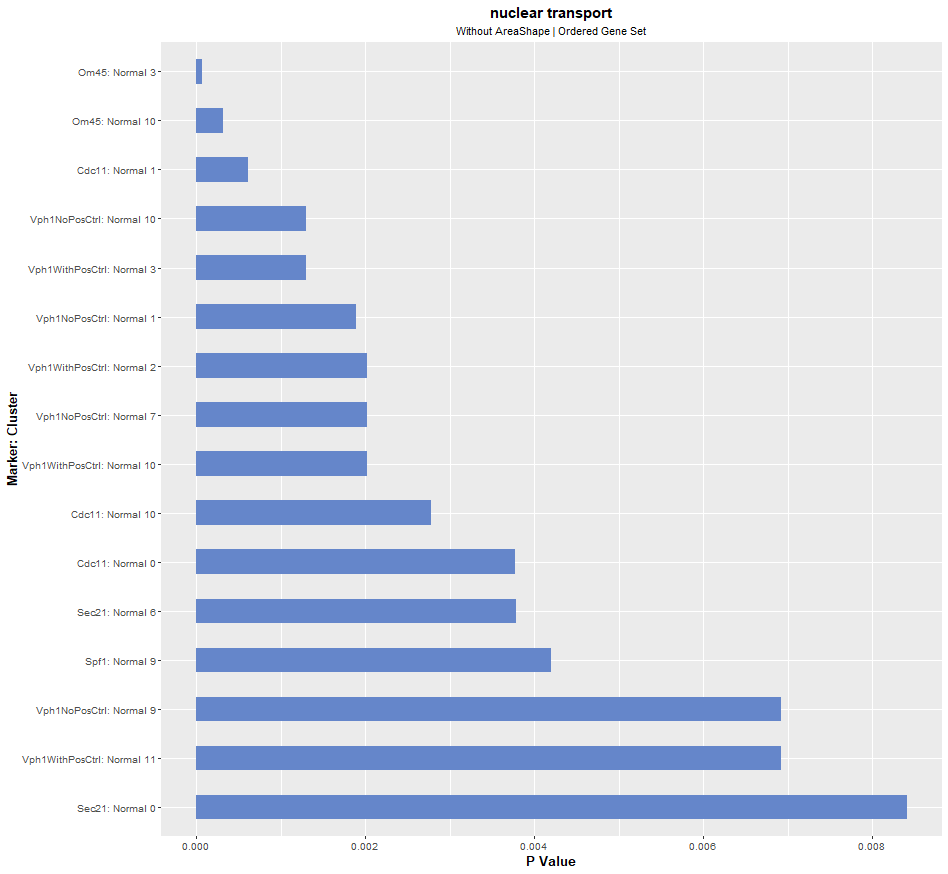 nuclear transport
Without AreaShape | Ordered Gene Set
Marker: Cluster
Om45: Normal 3
Om45: Normal 10
Cdc11: Normal 1
Vph1NoPosCtrl: Normal 10
Vph1WithPosCtrl: Normal 3
Vph1NoPosCtrl: Normal 1
Vph1WithPosCtrl: Normal 2
Vph1NoPosCtrl: Normal 7
Vph1WithPosCtrl: Normal 10
Cdc11: Normal 10
Cdc11: Normal 0
Sec21: Normal 6
Spf1: Normal 9
Vph1NoPosCtrl: Normal 9
Vph1WithPosCtrl: Normal 11
Sec21: Normal 0
0.000 0.002 0.004 0.006 0.008
P Value